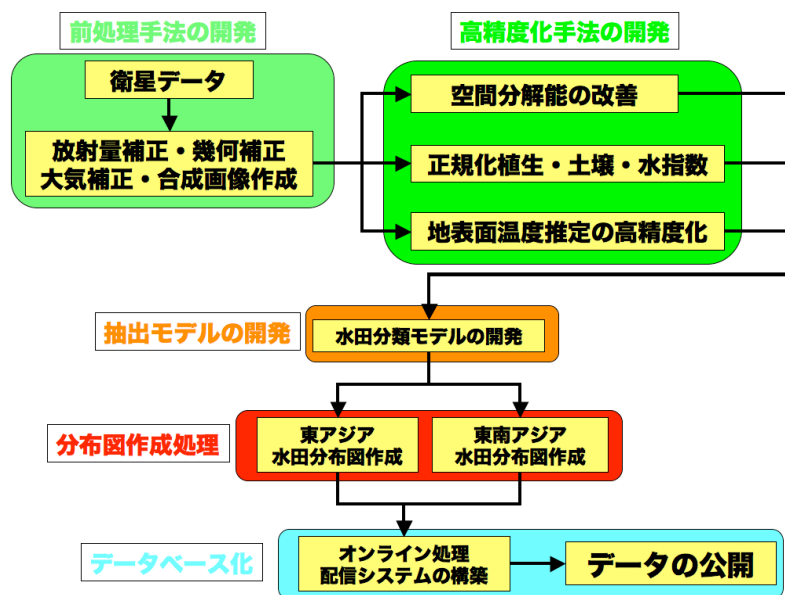 前処理手法の開発
衛星データ
放射量補正・幾何補正
大気補正・合成画像作成
高精度化手法の開発
空間分解能の改善
正規化植生・土壌・水指数
地表面温度推定の高精度化
抽出モデルの開発
水田分類モデルの開発
分布図作成処理
東アジア
水田分布図作成
東南アジア
水田分布図作成
データベース化
オンライン処理
配信システムの構築
データの公開